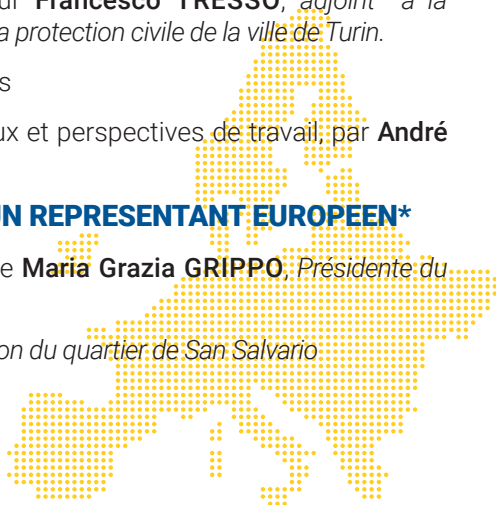 Francesco TRESSO, adjoint à la
a protection civile de la ville de Turin.
s
ux et perspectives de travail, par André
UN REPRESENTANT EUROPEEN*
e Maria Grazia GRIPPO, Présidente du
on du quartier de San Salvario